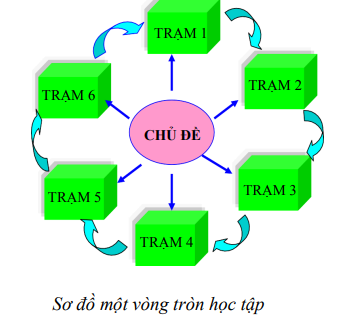 TRẠM 1
TRẠM 2
TRẠM 3
TRẠM 4
TRẠM 5
TRẠM 6
CHỦ ĐỀ
Sơ đồ một vòng tròn học tập